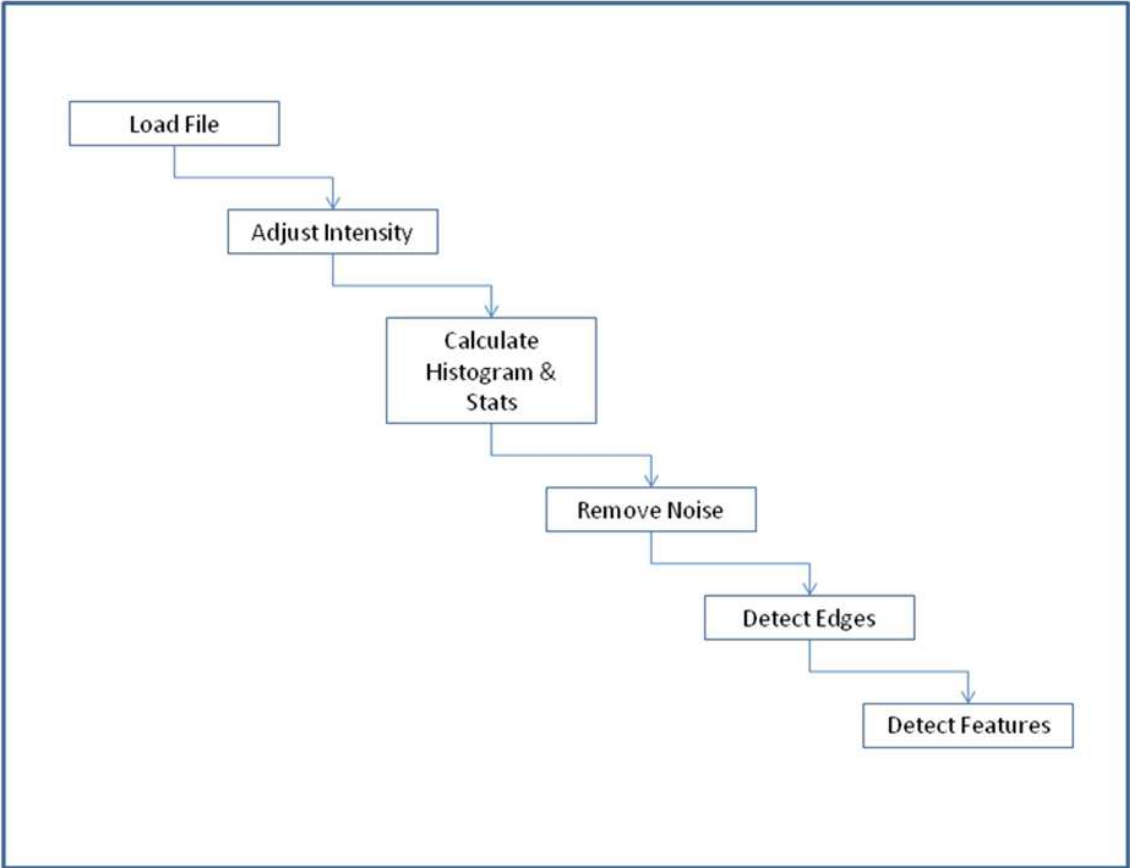 Load File
Adjust Intensity
Calculate
Histogram &
Stats
Remove Noise
Detect Edges
Detect Features